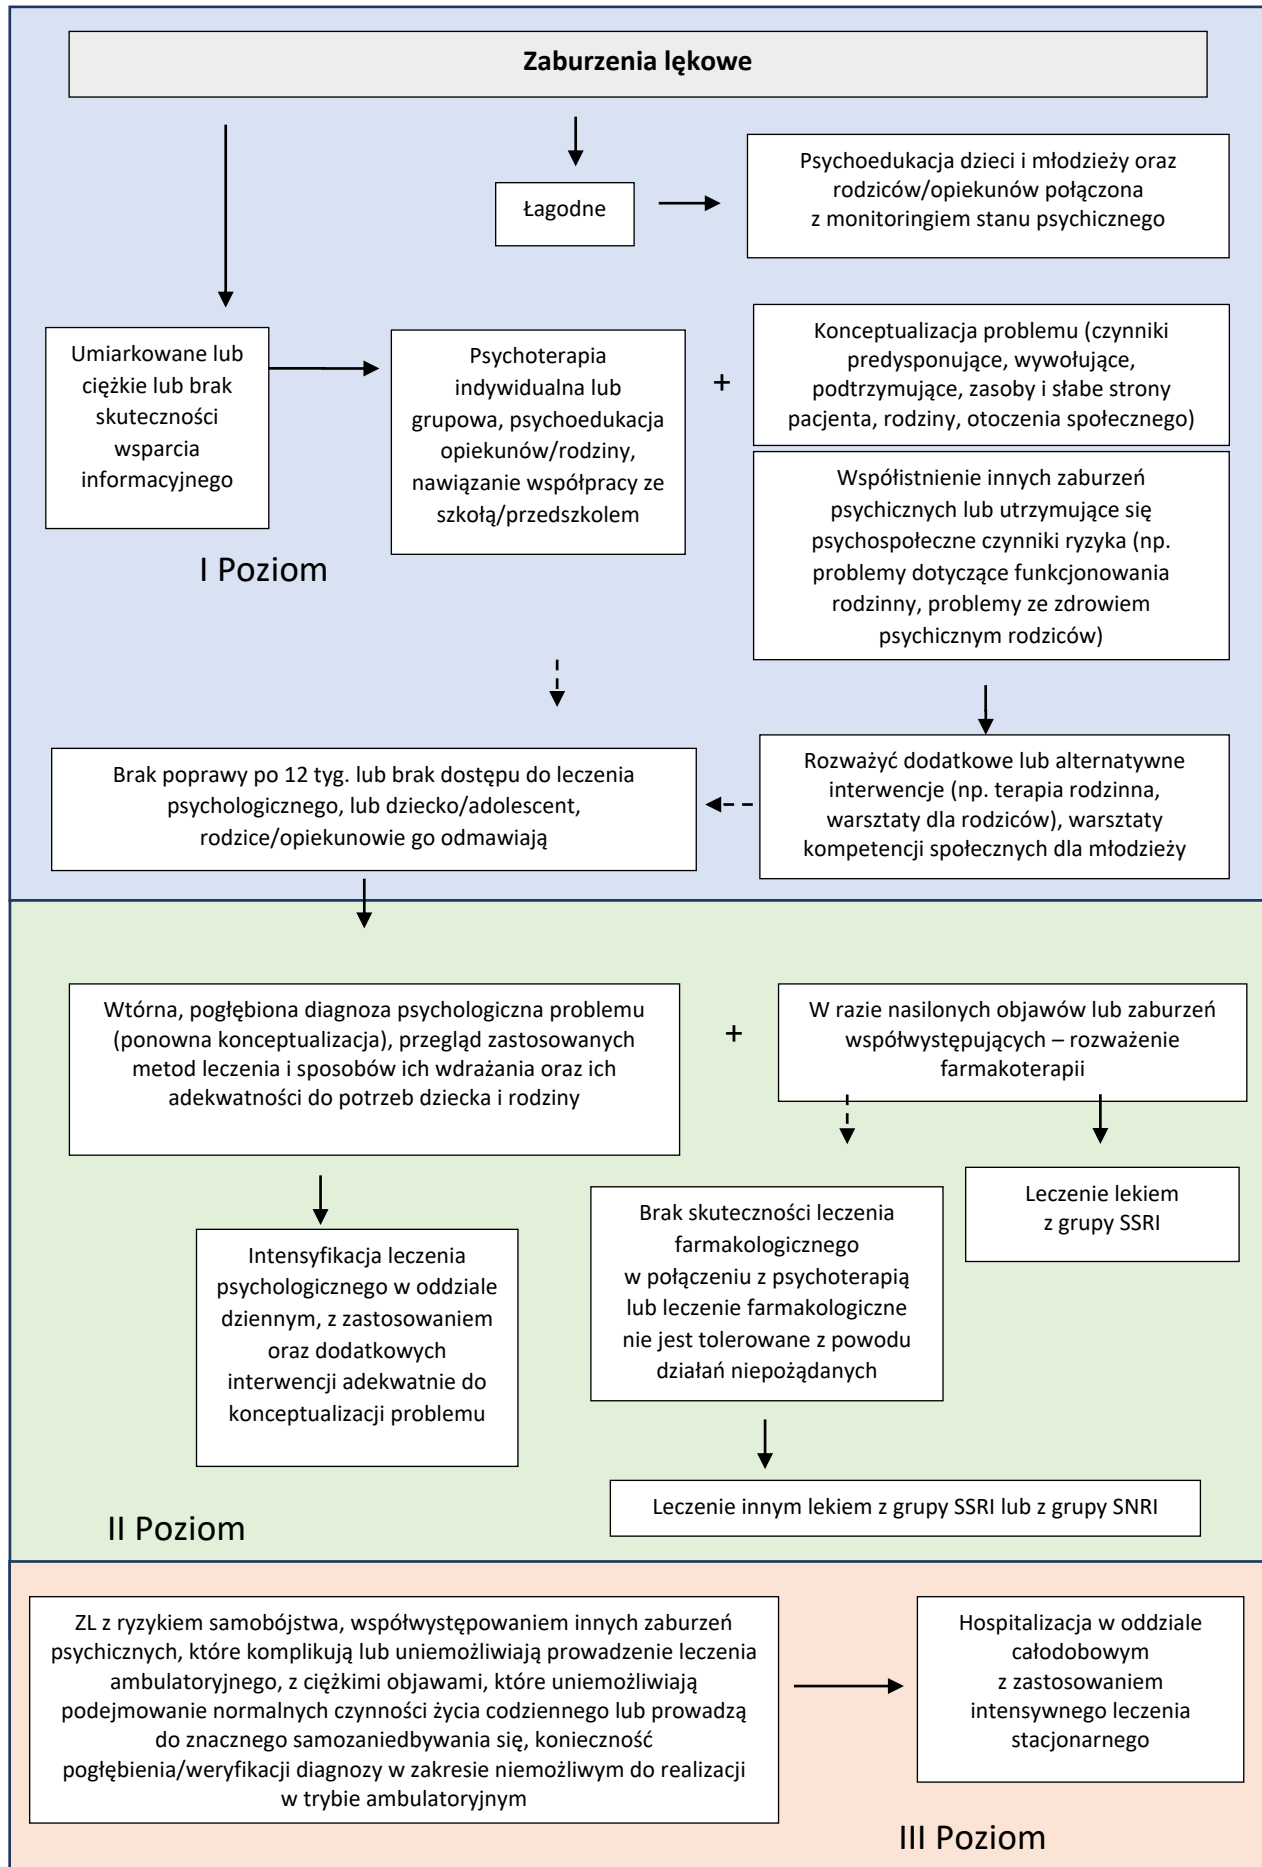 Zaburzenia lękowe
Łagodne
Psychoedukacja dzieci i młodzieży oraz
rodziców/opiekunów połączona
z monitoringiem stanu psychicznego
Umiarkowane lub
ciężkie lub brak
skuteczności
wsparcia
informacyjnego
Psychoterapia
indywidualna lub
grupowa, psychoedukacja
opiekunów/rodziny,
nawiązanie współpracy ze
szkołą/przedszkolem
+
Konceptualizacja problemu (czynniki
predysponujące, wywołujące,
podtrzymujące, zasoby i słabe strony
pacjenta, rodziny, otoczenia społecznego)
Współistnienie innych zaburzeń
psychicznych lub utrzymujące się
psychospołeczne czynniki ryzyka (np.
problemy dotyczące funkcjonowania
rodzinny, problemy ze zdrowiem
psychicznym rodziców)
I Poziom
Brak poprawy po 12 tyg. lub brak dostępu do leczenia
psychologicznego, lub dziecko/adolescent,
rodzice/opiekunowie go odmawiają
Rozważyć dodatkowe lub alternatywne
interwencje (np. terapia rodzinna,
warsztaty dla rodziców), warsztaty
kompetencji społecznych dla młodzieży
Wtórna, pogłębiona diagnoza psychologiczna problemu
(ponowna konceptualizacja), przegląd zastosowanych
metod leczenia i sposobów ich wdrażania oraz ich
adekwatności do potrzeb dziecka i rodziny
+
W razie nasilonych objawów lub zaburzeń
współwystępujących – rozważenie
farmakoterapii
Leczenie lekiem
z grupy SSRI
Brak skuteczności leczenia
farmakologicznego
w połączeniu z psychoterapią
lub leczenie farmakologiczne
nie jest tolerowane z powodu
działań niepożądanych
Intensyfikacja leczenia
psychologicznego w oddziale
dziennym, z zastosowaniem
oraz dodatkowych
interwencji adekwatnie do
konceptualizacji problemu
Leczenie innym lekiem z grupy SSRI lub z grupy SNRI
II Poziom
ZL z ryzykiem samobójstwa, współwystępowaniem innych zaburzeń
psychicznych, które komplikują lub uniemożliwiają prowadzenie leczenia
ambulatoryjnego, z ciężkimi objawami, które uniemożliwiają
podejmowanie normalnych czynności życia codziennego lub prowadzą
do znacznego samozaniedbywania się, konieczność
pogłębienia/weryfikacji diagnozy w zakresie niemożliwym do realizacji
w trybie ambulatoryjnym
Hospitalizacja w oddziale
całodobowym
z zastosowaniem
intensywnego leczenia
stacjonarnego
III Poziom